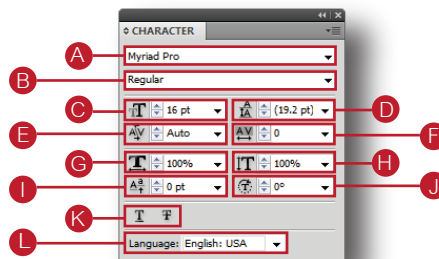 CHARACTER
A Myriad Pro
B Regular
C 16 pt (19.2 pt) D
E Auto 0 F
G 100% 100% H
I 0 pt 0° J
K T T
L Language: English: USA